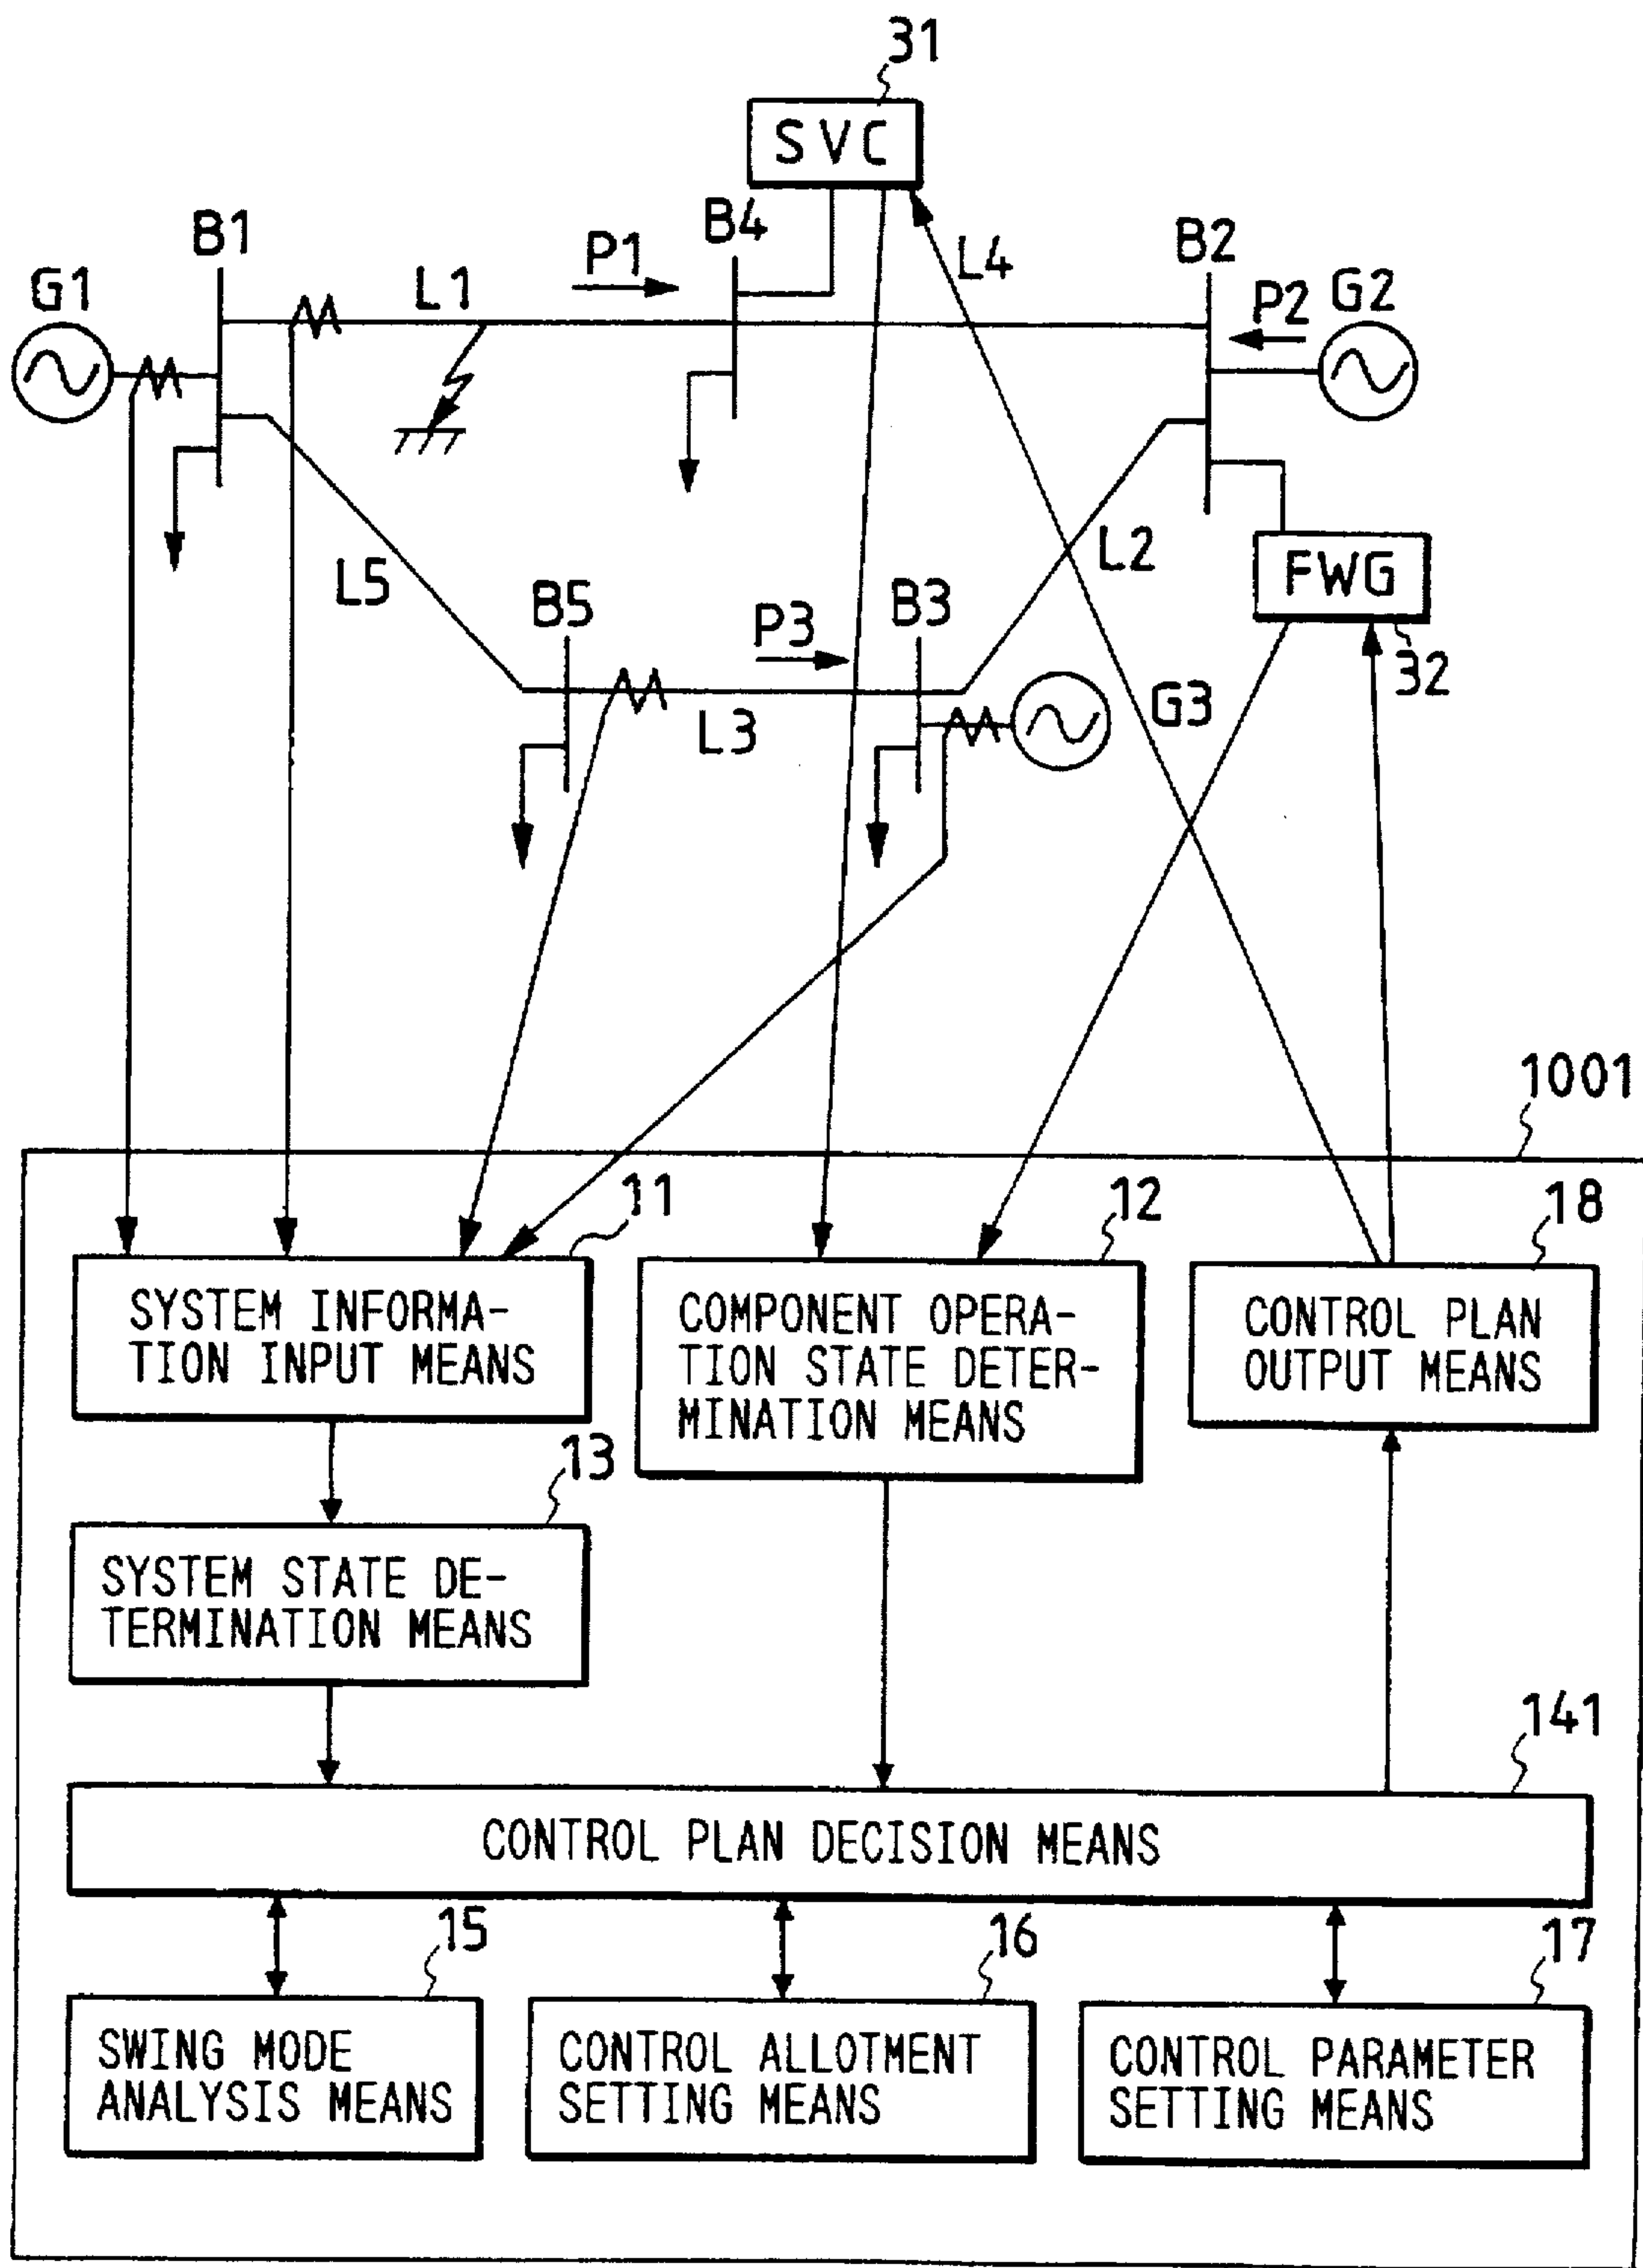 31
SVC
B1
B4
B2
G1
P1
L1
L4
P2
G2
L5
B5
P3
B3
L2
FWG
32
L3
G3
1001
11
12
18
SYSTEM INFORMA-
TION INPUT MEANS
COMPONENT OPERA-
TION STATE DETER-
MINATION MEANS
CONTROL PLAN
OUTPUT MEANS
13
SYSTEM STATE DE-
TERMINATION MEANS
141
CONTROL PLAN DECISION MEANS
15
16
17
SWING MODE
ANALYSIS MEANS
CONTROL ALLOTMENT
SETTING MEANS
CONTROL PARAMETER
SETTING MEANS